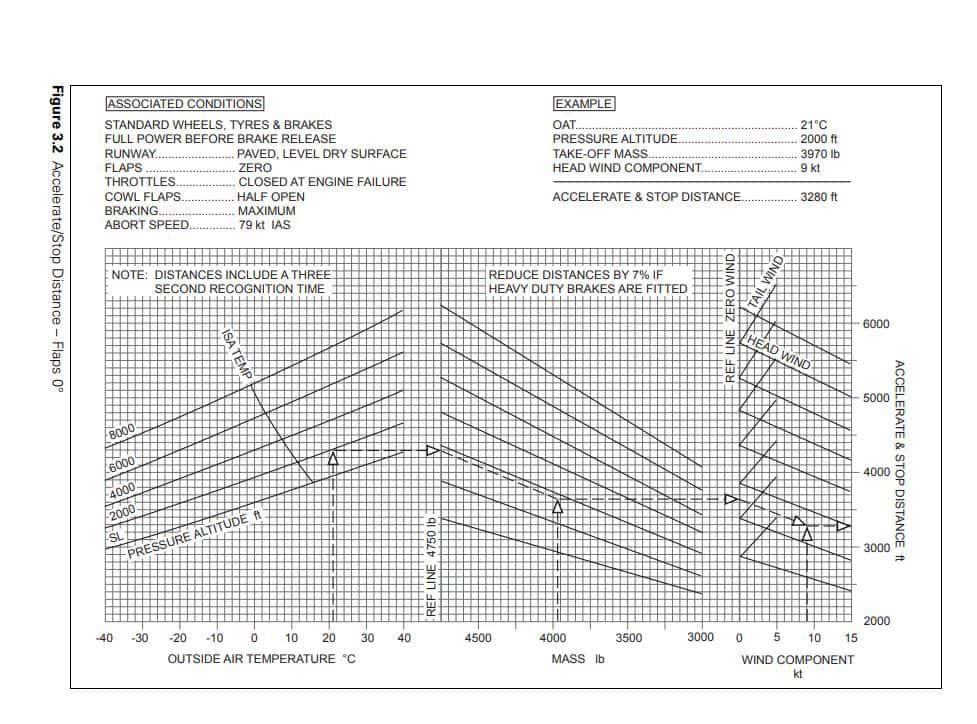 Figure 3.2 Accelerate/Stop Distance – Flaps 0°
ASSOCIATED CONDITIONS
STANDARD WHEELS, TYRES & BRAKES
FULL POWER BEFORE BRAKE RELEASE
RUNWAY........................ PAVED, LEVEL DRY SURFACE
FLAPS ........................... ZERO
THROTTLES.................. CLOSED AT ENGINE FAILURE
COWL FLAPS................ HALF OPEN
BRAKING....................... MAXIMUM
ABORT SPEED.............. 79 kt IAS
EXAMPLE
OAT................................................................... 21°C
PRESSURE ALTITUDE.................................... 2000 ft
TAKE-OFF MASS............................................. 3970 lb
HEAD WIND COMPONENT............................. 9 kt
ACCELERATE & STOP DISTANCE................. 3280 ft
NOTE: DISTANCES INCLUDE A THREE
SECOND RECOGNITION TIME
REDUCE DISTANCES BY 7% IF
HEAVY DUTY BRAKES ARE FITTED
ISA TEMP
8000
6000
4000
2000
SL
PRESSURE ALTITUDE ft
REF LINE 4750 lb
REF LINE ZERO WIND
TAIL WIND
HEAD WIND
6000
5000
4000
3000
2000
ACCELERATE & STOP DISTANCE ft
-40 -30 -20 -10 0 10 20 30 40 4500 4000 3500 3000 0 5 10 15
OUTSIDE AIR TEMPERATURE °C
MASS lb
WIND COMPONENT
kt